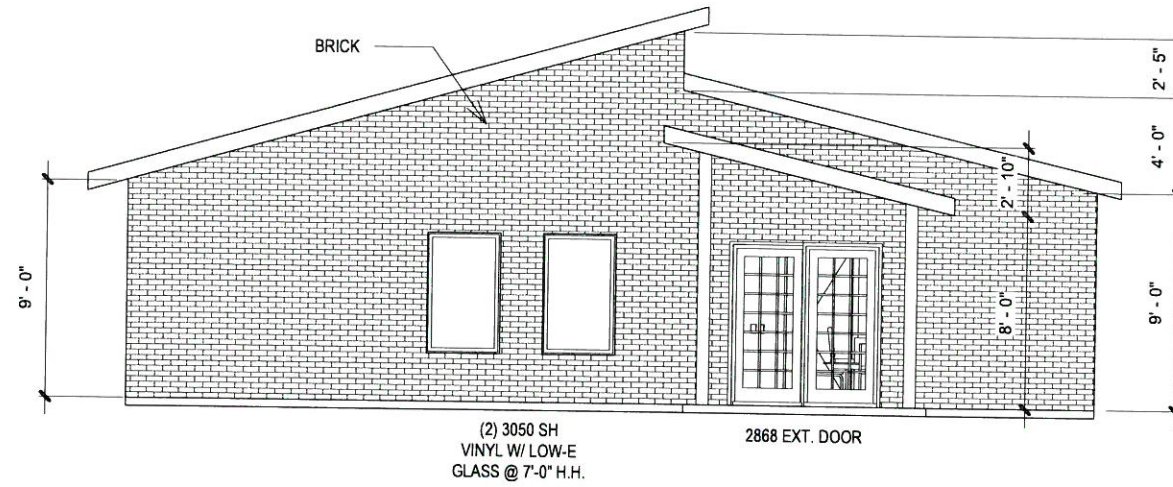 BRICK
2' - 5"
4' - 0"
2' - 10"
9' - 0"
8' - 0"
9' - 0"
(2) 3050 SH
VINYL W/ LOW-E
GLASS @ 7'-0" H.H.
2868 EXT. DOOR